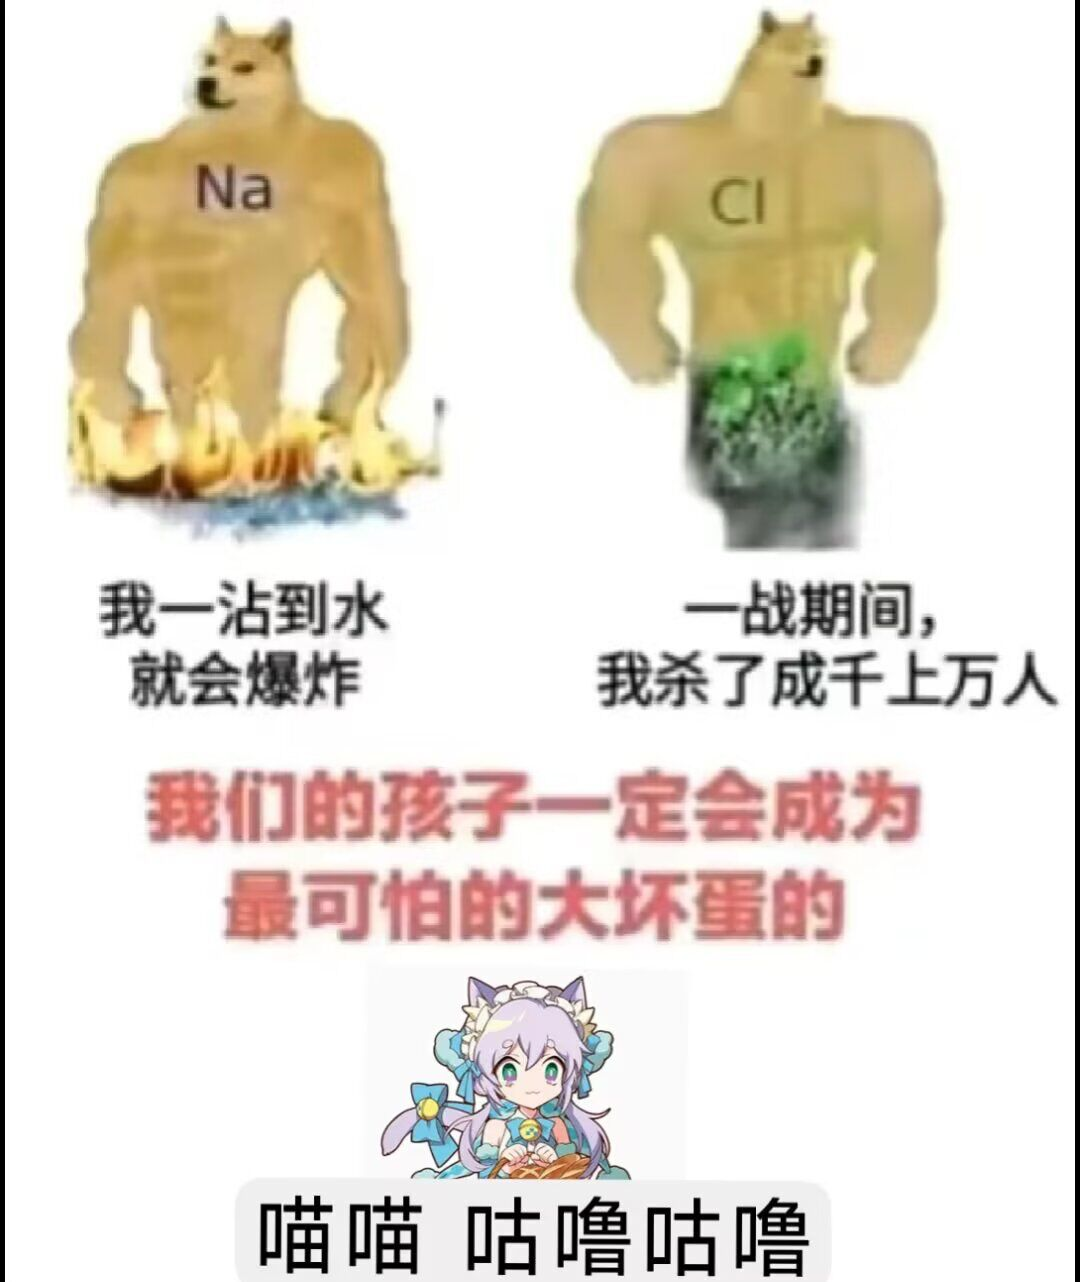 Na
Cl
我一沾到水
就会爆炸
一战期间，
我杀了成千上万人
我们的孩子一定会成为
最可怕的大坏蛋的
喵喵 咕噜咕噜